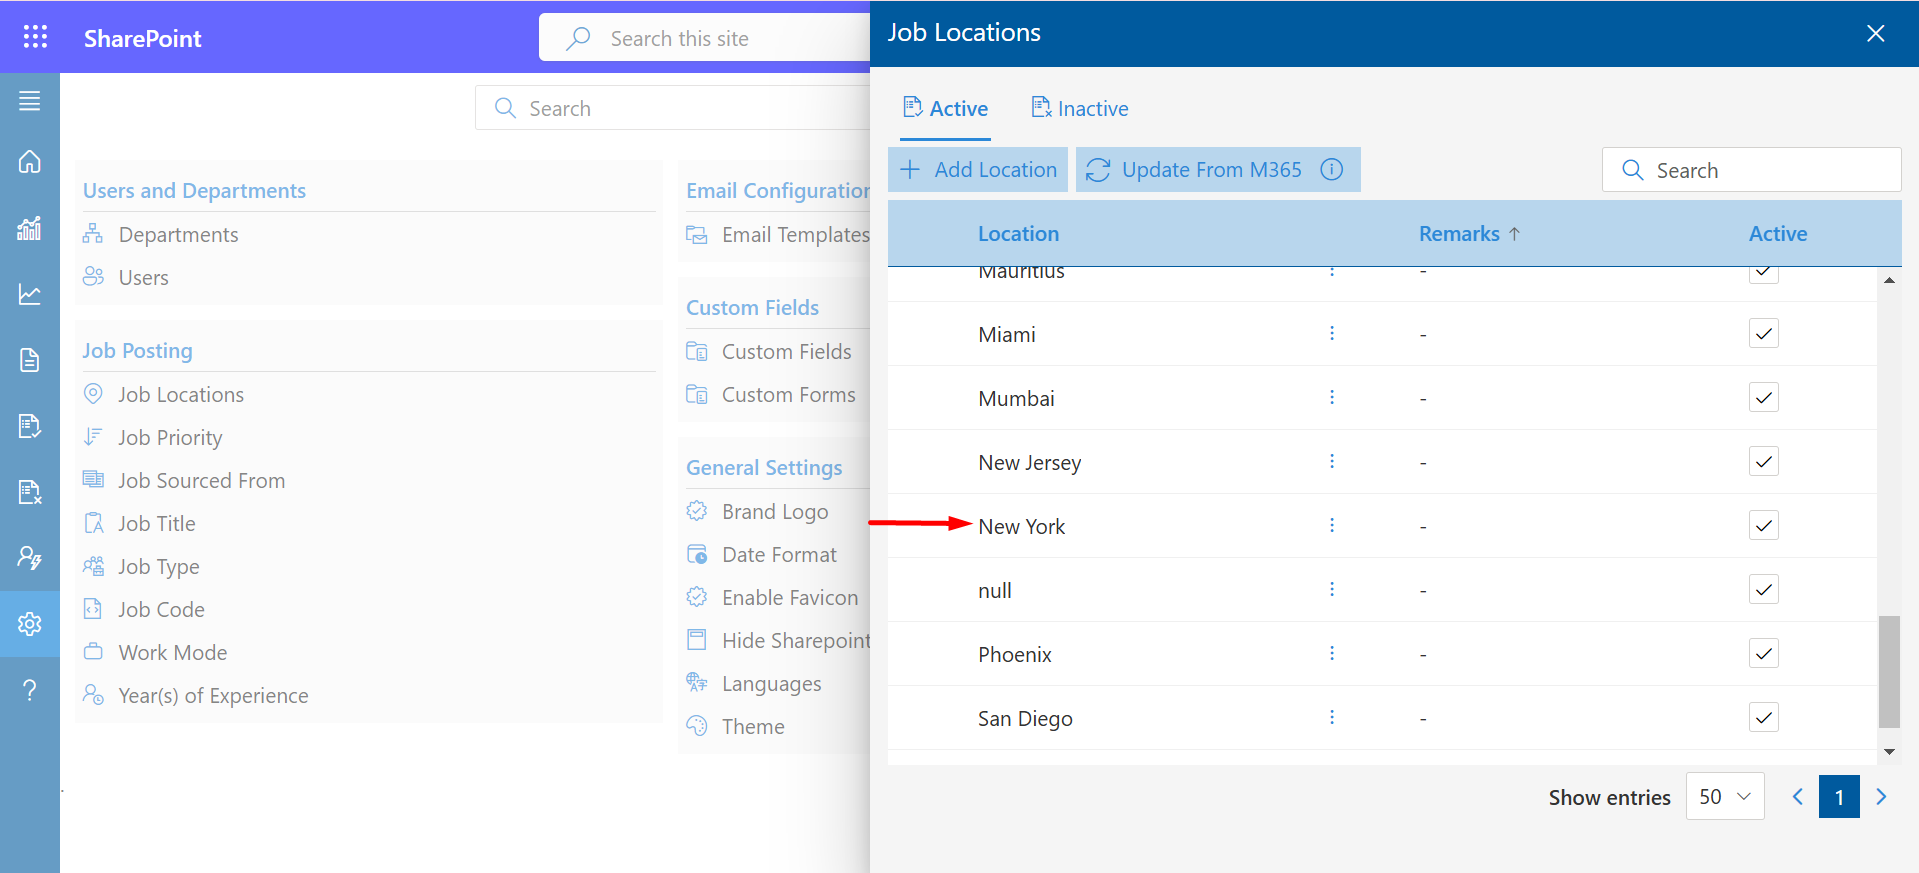 SharePoint
Search this site
Search
Users and Departments
Departments
Users
Job Posting
Job Locations
Job Priority
Job Sourced From
Job Title
Job Type
Job Code
Work Mode
Year(s) of Experience
Email Configuration
Email Templates
Custom Fields
Custom Fields
Custom Forms
General Settings
Brand Logo
Date Format
Enable Favicon
Hide Sharepoint
Languages
Theme
Job Locations
Active Inactive
Add Location Update From M365 Search
Location Remarks ↑ Active
Mauritius -
Miami -
Mumbai -
New Jersey -
New York -
null -
Phoenix -
San Diego -
Show entries 50 1